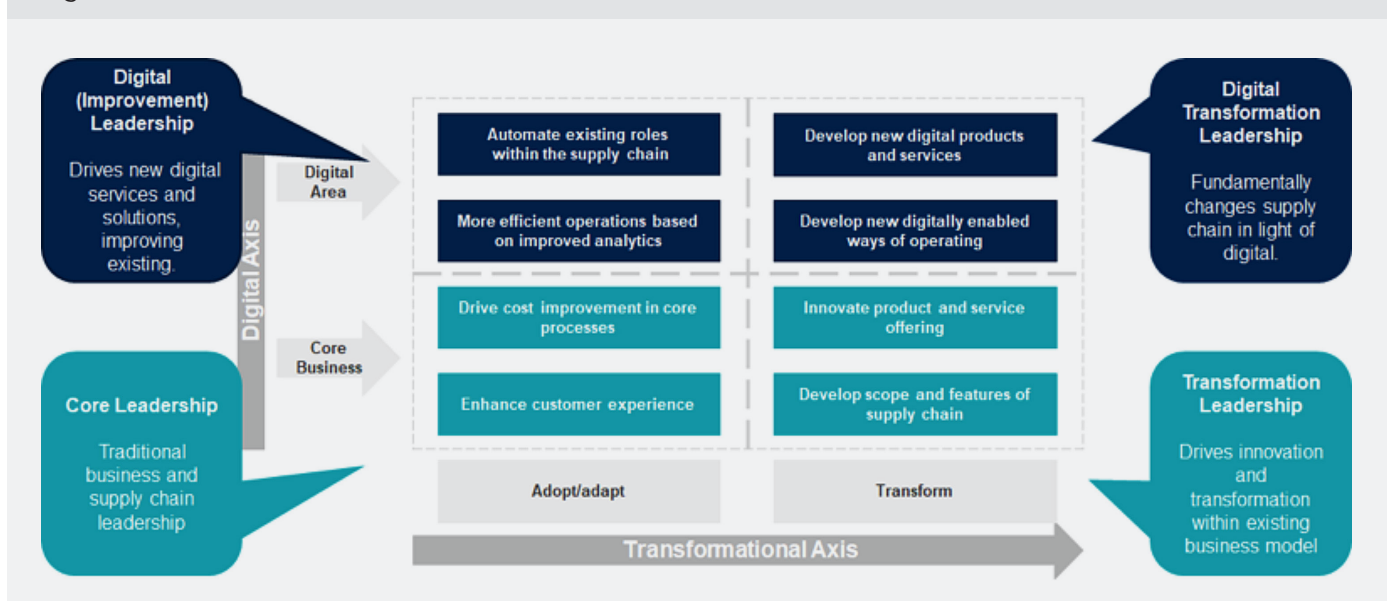 Digital
(Improvement)
Leadership
Drives new digital
services and
solutions,
improving
existing.
Digital Axis
Digital
Area
Core
Business
Core Leadership
Traditional
business and
supply chain
leadership
Automate existing roles
within the supply chain
Develop new digital products
and services
More efficient operations based
on improved analytics
Develop new digitally enabled
ways of operating
Drive cost improvement in core
processes
Innovate product and service
offering
Enhance customer experience
Develop scope and features of
supply chain
Adopt/adapt
Transform
Transformational Axis
Digital
Transformation
Leadership
Fundamentally
changes supply
chain in light of
digital.
Transformation
Leadership
Drives innovation
and
transformation
within existing
business model